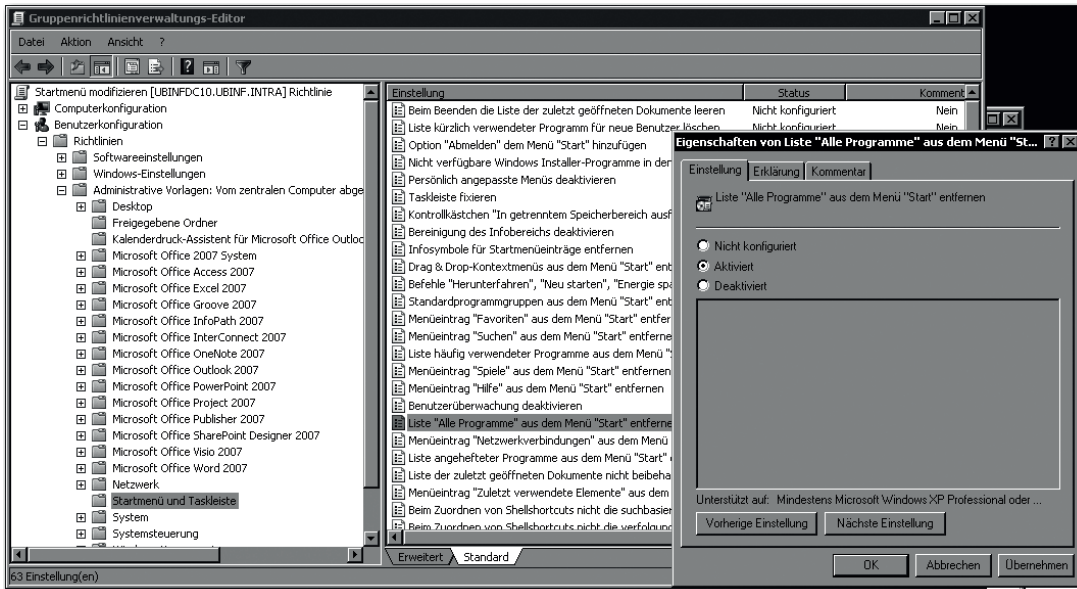 Gruppenrichtlinienverwaltungs-Editor
Datei Aktion Ansicht ?
Startmenü modifizieren [UBINFDC10.UBINF.INTRA] Richtlinie
Computerkonfiguration
Benutzerkonfiguration
Richtlinien
Softwareeinstellungen
Windows-Einstellungen
Administrative Vorlagen: Vom zentralen Computer abge
Desktop
Freigegebene Ordner
Kalenderdruck-Assistent für Microsoft Office Outloo
Microsoft Office 2007 System
Microsoft Office Access 2007
Microsoft Office Excel 2007
Microsoft Office Groove 2007
Microsoft Office InfoPath 2007
Microsoft Office InterConnect 2007
Microsoft Office OneNote 2007
Microsoft Office Outlook 2007
Microsoft Office PowerPoint 2007
Microsoft Office Project 2007
Microsoft Office Publisher 2007
Microsoft Office SharePoint Designer 2007
Microsoft Office Visio 2007
Microsoft Office Word 2007
Netzwerk
Startmenü und Taskleiste
System
Systemsteuerung
Einstellung Status Komment
Beim Beenden die Liste der zuletzt geöffneten Dokumente leeren Nicht konfiguriert Nein
Liste kürzlich verwendeter Programm für neue Benutzer löschen Nicht konfiguriert Nein
Option "Abmelden" dem Menü "Start" hinzufügen
Nicht verfügbare Windows Installer-Programme in der
Persönlich angepasste Menüs deaktivieren
Taskleiste fixieren
Kontrollkästchen "In getrenntem Speicherbereich ausf
Bereinigung des Infobereichs deaktivieren
Infosymbole für Startmenüeinträge entfernen
Drag & Drop-Kontextmenüs aus dem Menü "Start" ent
Befehle "Herunterfahren", "Neu starten", "Energie spa
Standardprogrammgruppen aus dem Menü "Start" ent
Menüeintrag "Favoriten" aus dem Menü "Start" entfer
Menüeintrag "Suchen" aus dem Menü "Start" entferne
Liste häufig verwendeter Programme aus dem Menü "S
Menüeintrag "Spiele" aus dem Menü "Start" entfernen
Menüeintrag "Hilfe" aus dem Menü "Start" entfernen
Benutzerüberwachung deaktivieren
Liste "Alle Programme" aus dem Menü "Start" entferne
Menüeintrag "Netzwerkverbindungen" aus dem Menü
Liste angehefteter Programme aus dem Menü "Start"
Liste der zuletzt geöffneten Dokumente nicht beibeha
Menüeintrag "Zuletzt verwendete Elemente" aus dem
Beim Zuordnen von Shellshortcuts nicht die suchbasier
Beim Zuordnen von Shellshortcuts nicht die verfolgung
Erweitert Standard
63 Einstellung(en)
Eigenschaften von Liste "Alle Programme" aus dem Menü "St...
Einstellung Erklärung Kommentar
Liste "Alle Programme" aus dem Menü "Start" entfernen
Nicht konfiguriert
Aktiviert
Deaktiviert
Unterstützt auf: Mindestens Microsoft Windows XP Professional oder ...
Vorherige Einstellung Nächste Einstellung
OK Abbrechen Übernehmen